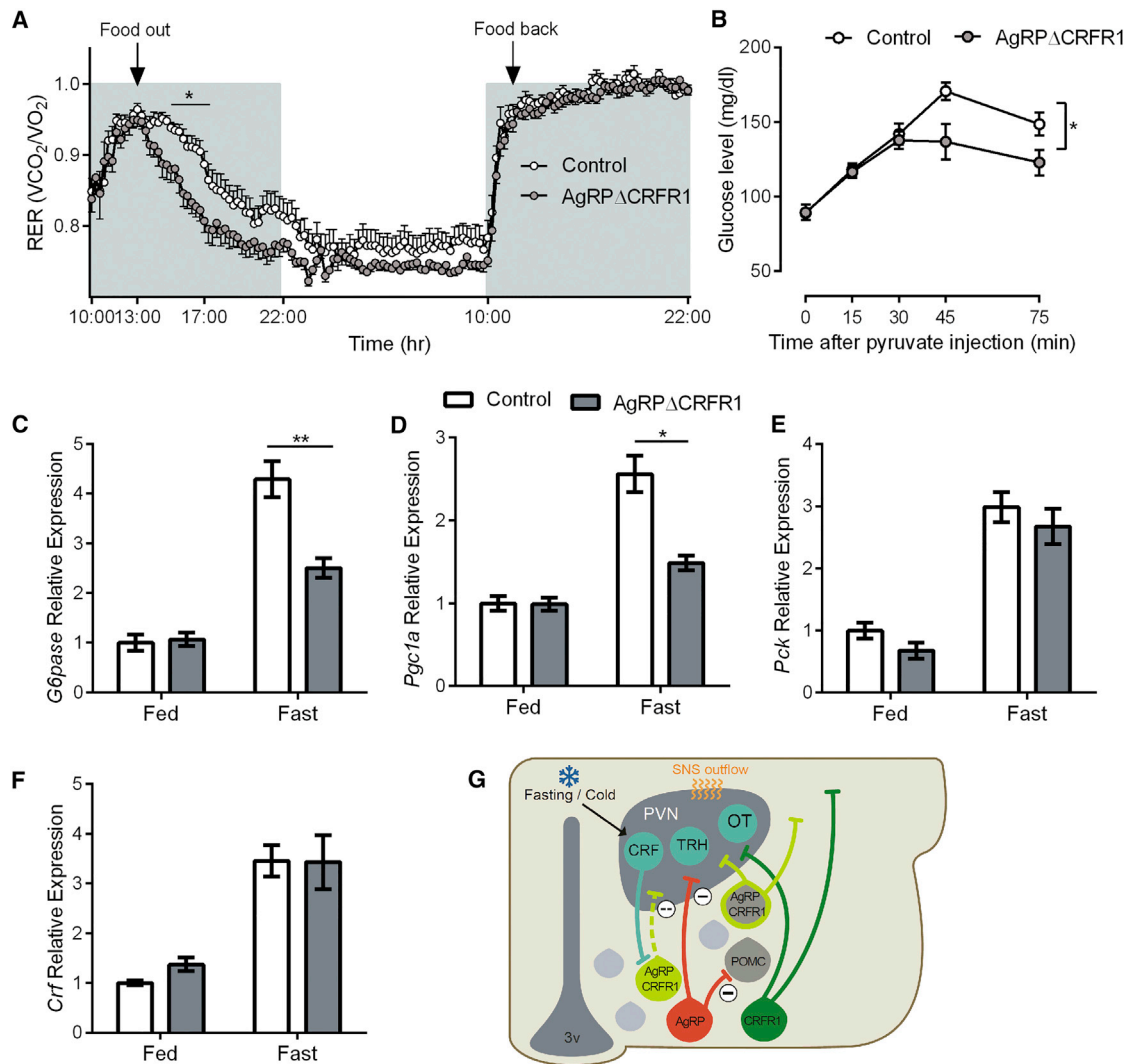 A
Food out
Food back
*
1.0
0.9
0.8
RER (VCO2/VO2)
Control
AgRPΔCRFR1
10:00
13:00
17:00
22:00
10:00
22:00
Time (hr)
B
Control
AgRPΔCRFR1
200
150
100
50
Glucose level (mg/dl)
*
0
15
30
45
75
Time after pyruvate injection (min)
Control
AgRPΔCRFR1
C
5
4
3
2
1
0
G6pase Relative Expression
**
Fed
Fast
D
3
2
1
0
Pgc1a Relative Expression
*
Fed
Fast
E
4
3
2
1
0
Pck Relative Expression
Fed
Fast
F
5
4
3
2
1
0
Crf Relative Expression
Fed
Fast
G
SNS outflow
Fasting / Cold
PVN
CRF
TRH
OT
AgRP
CRFR1
--
-
POMC
AgRP
CRFR1
-
AgRP
CRFR1
3v